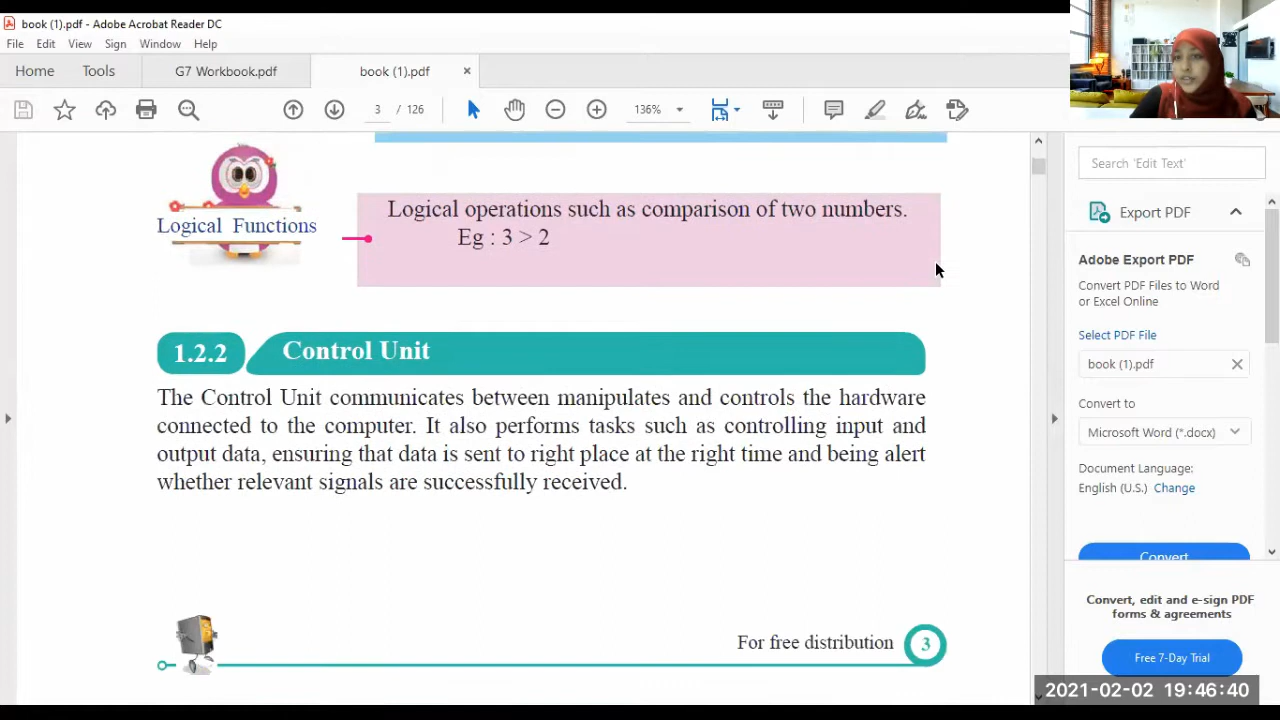 book (1).pdf - Adobe Acrobat Reader DC
File Edit View Sign Window Help
Home Tools G7 Workbook.pdf book (1).pdf ×
3 / 126 136%
Logical Functions
Logical operations such as comparison of two numbers.
Eg : 3 > 2
1.2.2 Control Unit
The Control Unit communicates between manipulates and controls the hardware
connected to the computer. It also performs tasks such as controlling input and
output data, ensuring that data is sent to right place at the right time and being alert
whether relevant signals are successfully received.
For free distribution 3
Search 'Edit Text'
Export PDF
Adobe Export PDF
Convert PDF Files to Word
or Excel Online
Select PDF File
book (1).pdf
Convert to
Microsoft Word (*.docx)
Document Language:
English (U.S.) Change
Convert
Convert, edit and e-sign PDF
forms & agreements
Free 7-Day Trial
2021-02-02 19:46:40